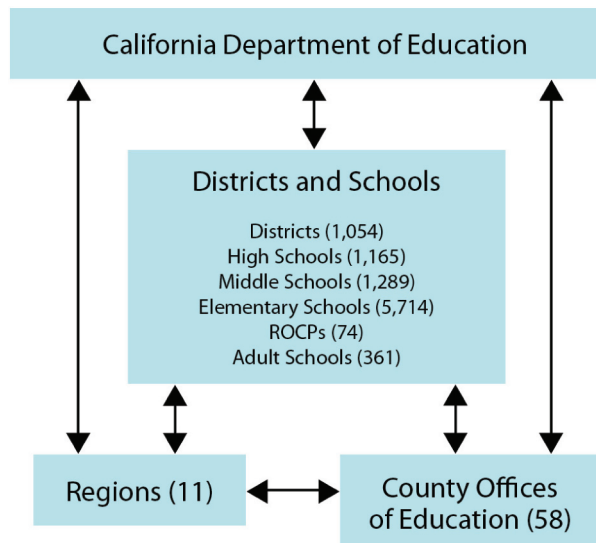 California Department of Education
Districts and Schools
Districts (1,054)
High Schools (1,165)
Middle Schools (1,289)
Elementary Schools (5,714)
ROCPs (74)
Adult Schools (361)
Regions (11)
County Offices
of Education (58)